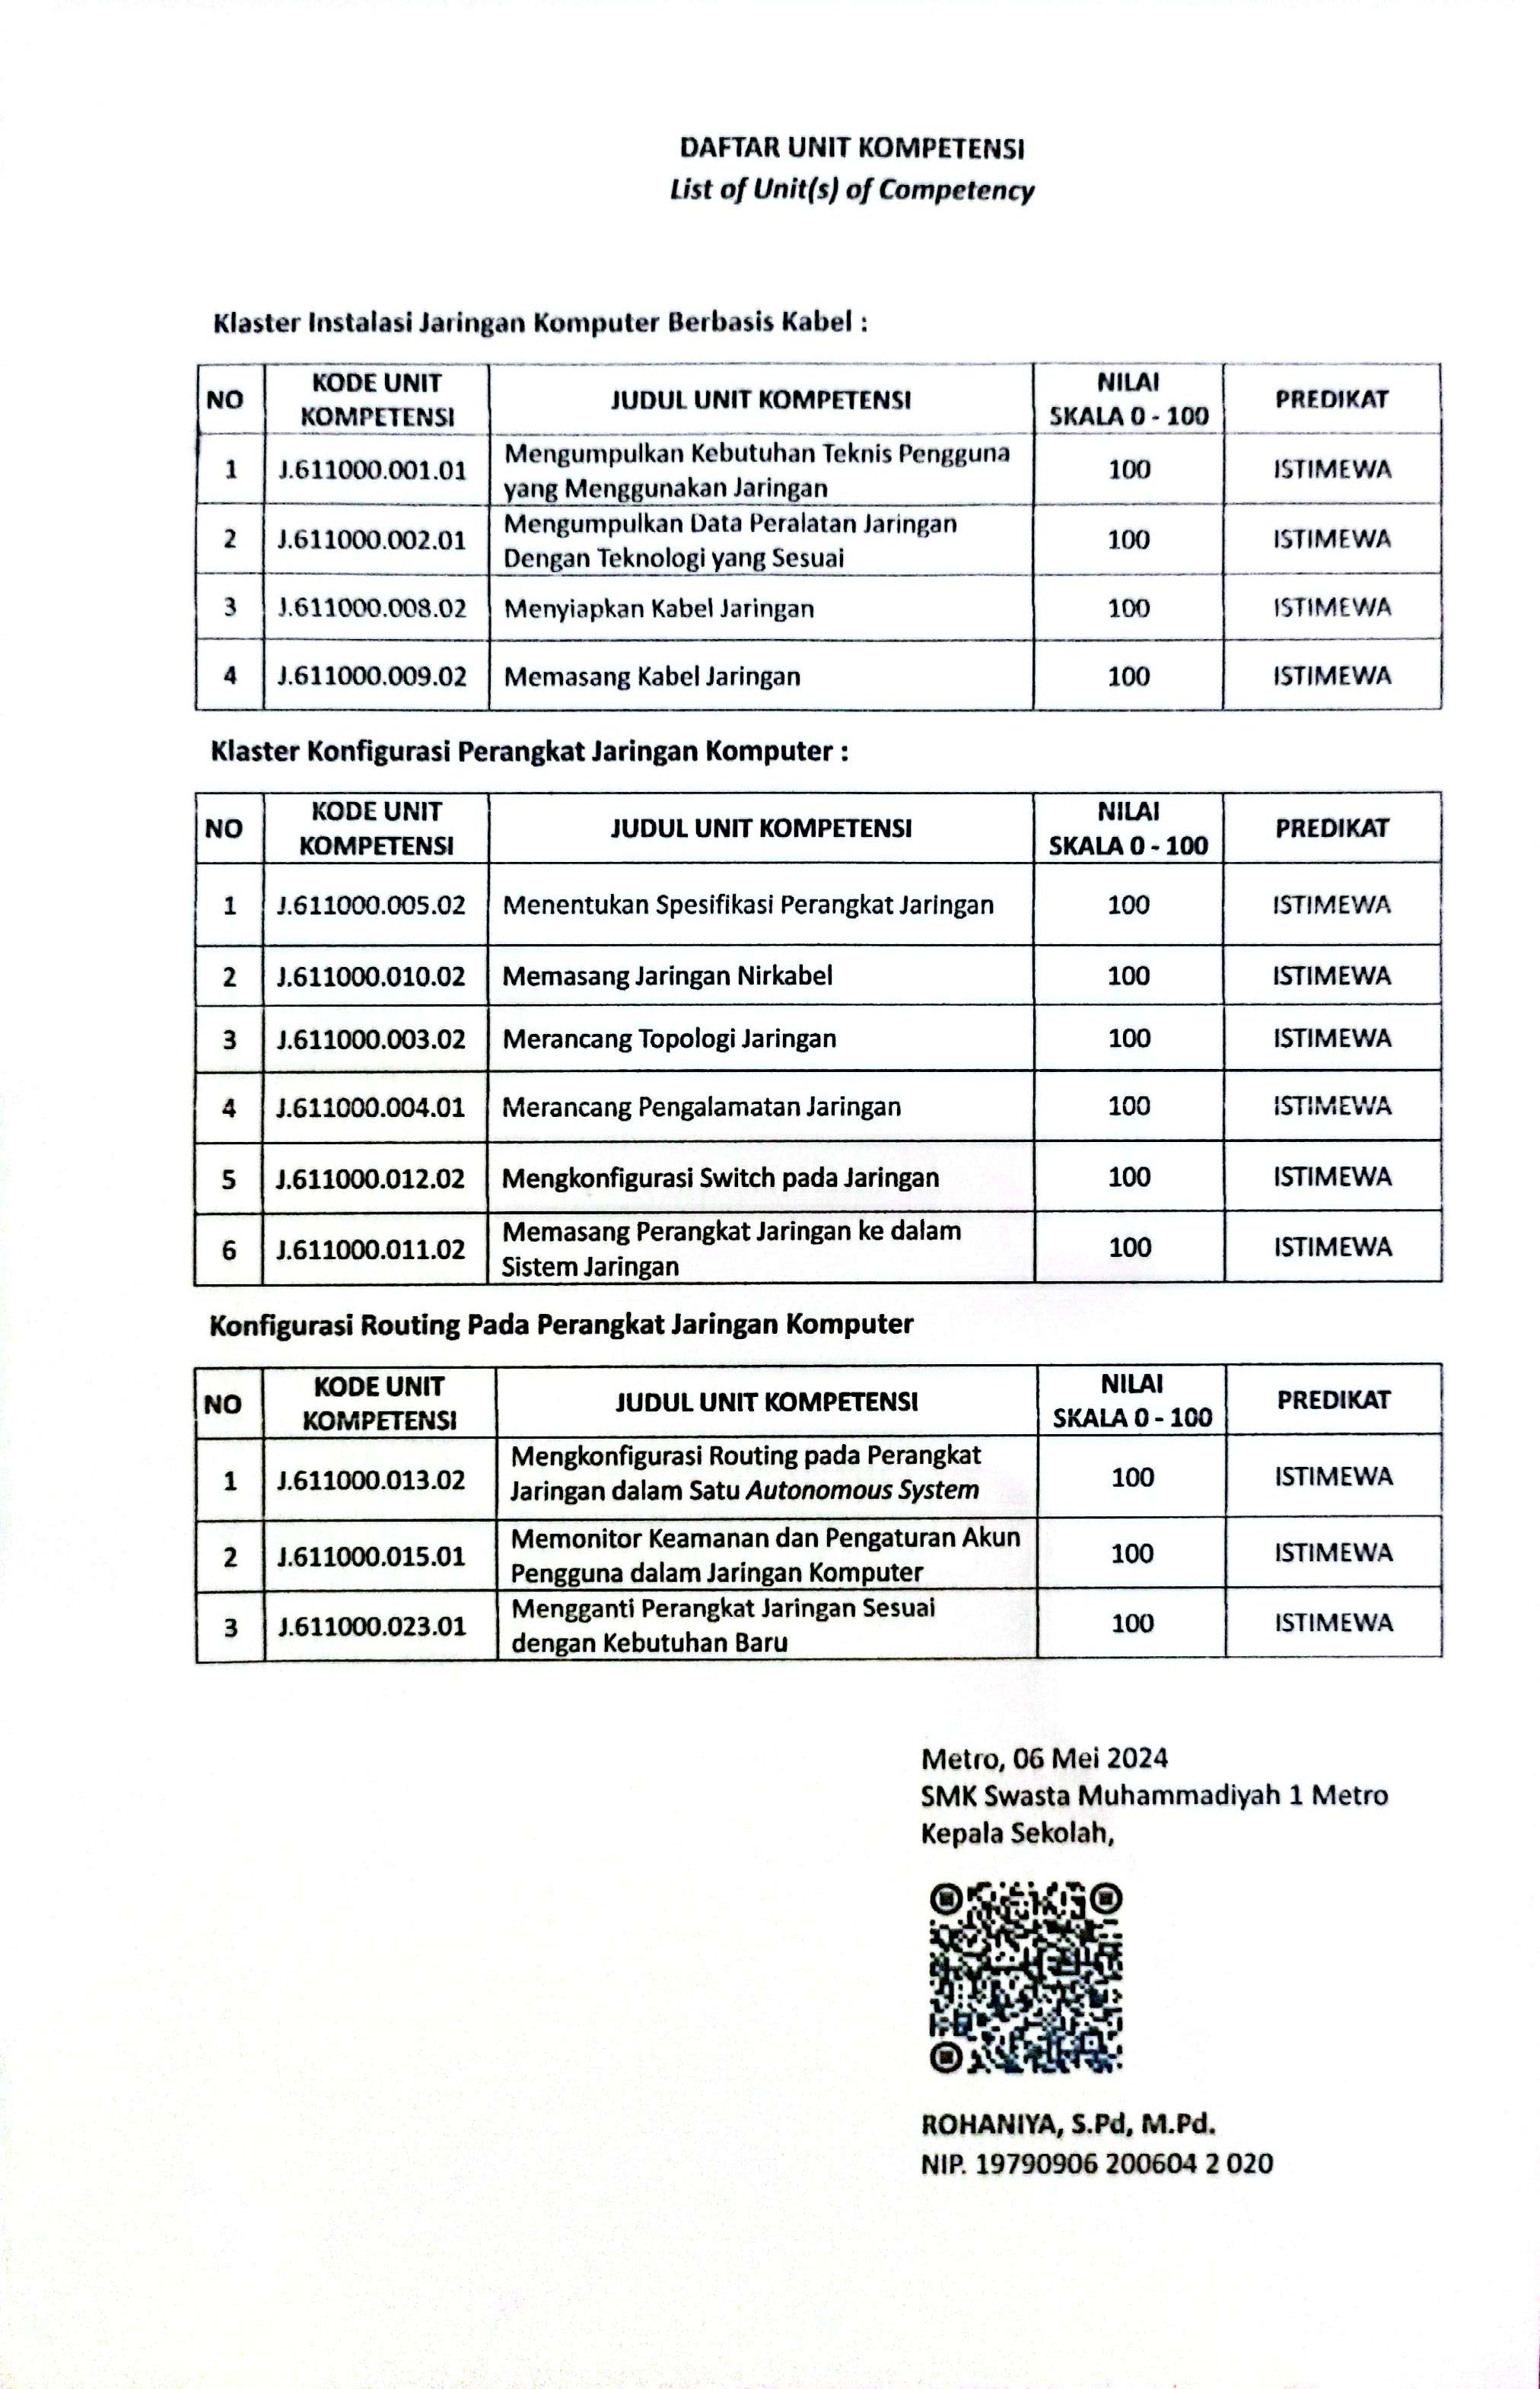 DAFTAR UNIT KOMPETENSI
List of Unit(s) of Competency
Klaster Instalasi Jaringan Komputer Berbasis Kabel :
NO KODE UNIT KOMPETENSI JUDUL UNIT KOMPETENSI NILAI SKALA 0 - 100 PREDIKAT
1 J.611000.001.01 Mengumpulkan Kebutuhan Teknis Pengguna yang Menggunakan Jaringan 100 ISTIMEWA
2 J.611000.002.01 Mengumpulkan Data Peralatan Jaringan Dengan Teknologi yang Sesuai 100 ISTIMEWA
3 J.611000.008.02 Menyiapkan Kabel Jaringan 100 ISTIMEWA
4 J.611000.009.02 Memasang Kabel Jaringan 100 ISTIMEWA
Klaster Konfigurasi Perangkat Jaringan Komputer :
NO KODE UNIT KOMPETENSI JUDUL UNIT KOMPETENSI NILAI SKALA 0 - 100 PREDIKAT
1 J.611000.005.02 Menentukan Spesifikasi Perangkat Jaringan 100 ISTIMEWA
2 J.611000.010.02 Memasang Jaringan Nirkabel 100 ISTIMEWA
3 J.611000.003.02 Merancang Topologi Jaringan 100 ISTIMEWA
4 J.611000.004.01 Merancang Pengalamatan Jaringan 100 ISTIMEWA
5 J.611000.012.02 Mengkonfigurasi Switch pada Jaringan 100 ISTIMEWA
6 J.611000.011.02 Memasang Perangkat Jaringan ke dalam Sistem Jaringan 100 ISTIMEWA
Konfigurasi Routing Pada Perangkat Jaringan Komputer
NO KODE UNIT KOMPETENSI JUDUL UNIT KOMPETENSI NILAI SKALA 0 - 100 PREDIKAT
1 J.611000.013.02 Mengkonfigurasi Routing pada Perangkat Jaringan dalam Satu Autonomous System 100 ISTIMEWA
2 J.611000.015.01 Memonitor Keamanan dan Pengaturan Akun Pengguna dalam Jaringan Komputer 100 ISTIMEWA
3 J.611000.023.01 Mengganti Perangkat Jaringan Sesuai dengan Kebutuhan Baru 100 ISTIMEWA
Metro, 06 Mei 2024
SMK Swasta Muhammadiyah 1 Metro
Kepala Sekolah,
ROHANIYA, S.Pd, M.Pd.
NIP. 19790906 200604 2 020